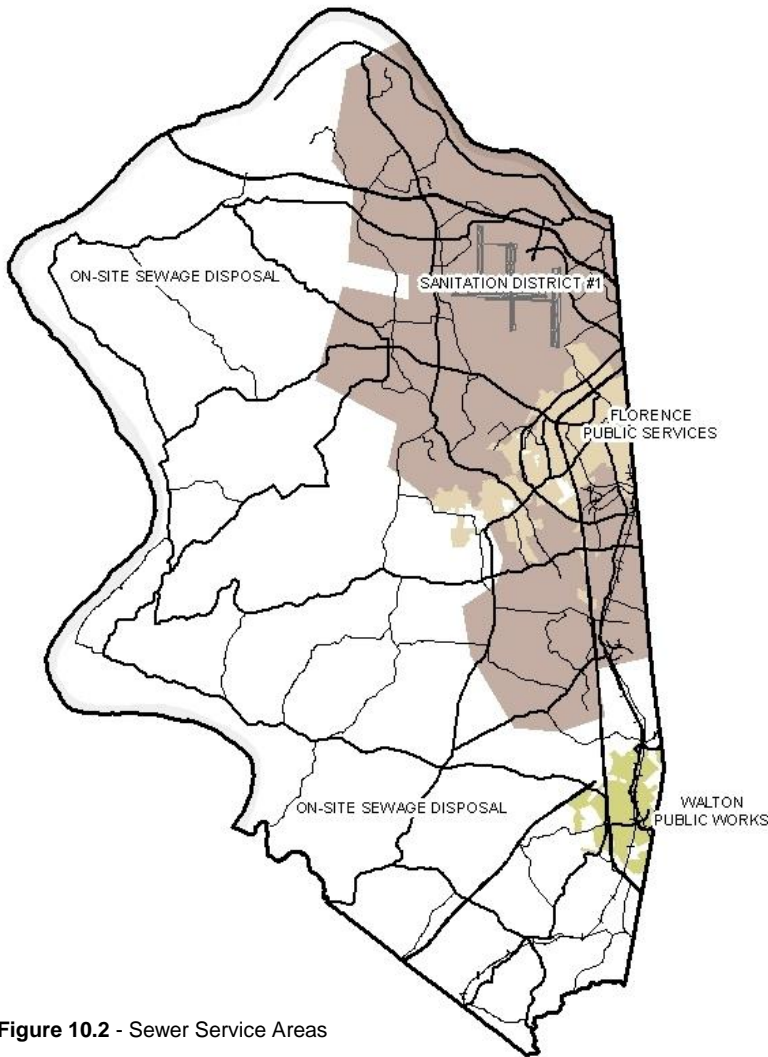 ON-SITE SEWAGE DISPOSAL
SANITATION DISTRICT #1
FLORENCE
PUBLIC SERVICES
ON-SITE SEWAGE DISPOSAL
WALTON
PUBLIC WORKS
Figure 10.2 - Sewer Service Areas